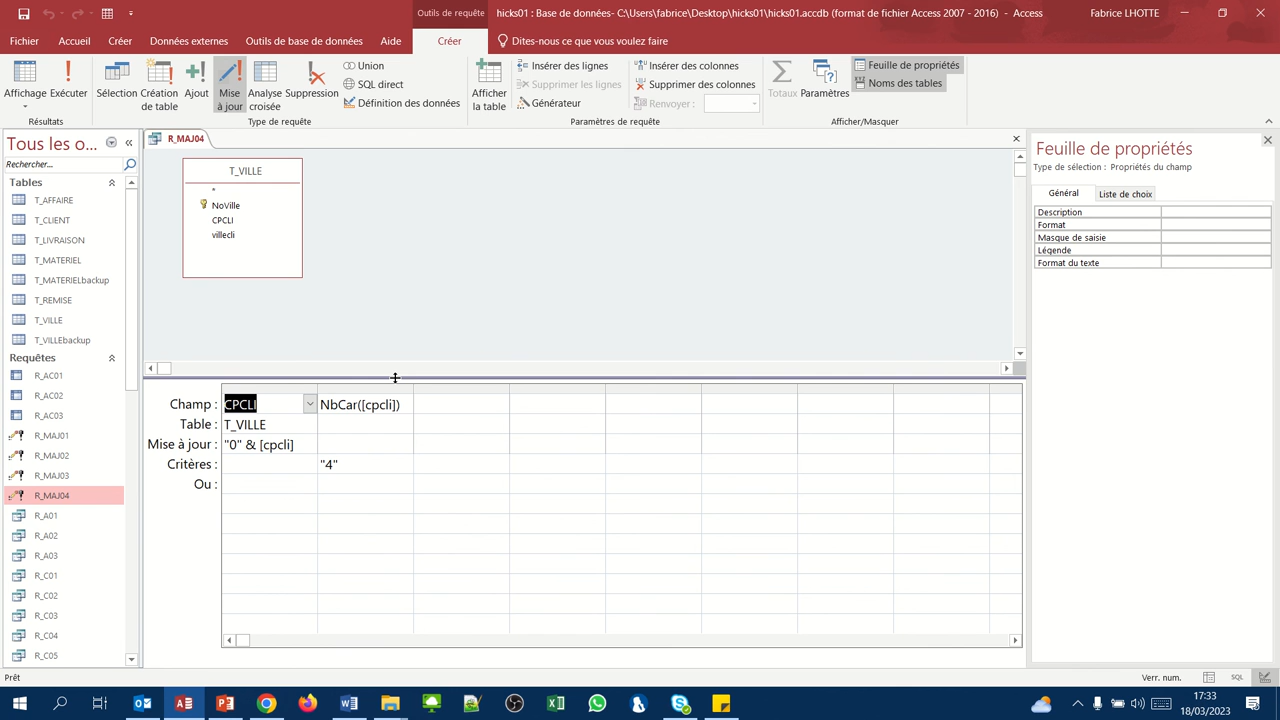 Outils de requête
hicks01 : Base de données- C:\Users\fabrice\Desktop\hicks01\hicks01.accdb (format de fichier Access 2007 - 2016) - Access
Fabrice LHOTTE
Fichier Accueil Créer Données externes Outils de base de données Aide Créer Dites-nous ce que vous voulez faire
Affichage Exécuter
Résultats
Sélection Création de table Ajout Mise à jour Analyse croisée Suppression
Union
SQL direct
Définition des données
Type de requête
Afficher la table
Insérer des lignes
Supprimer les lignes
Générateur
Insérer des colonnes
Supprimer des colonnes
Renvoyer :
Paramètres de requête
Totaux Paramètres
Feuille de propriétés
Noms des tables
Afficher/Masquer
Tous les o...
Rechercher...
Tables
T_AFFAIRE
T_CLIENT
T_LIVRAISON
T_MATERIEL
T_MATERIELbackup
T_REMISE
T_VILLE
T_VILLEbackup
Requêtes
R_AC01
R_AC02
R_AC03
R_MAJ01
R_MAJ02
R_MAJ03
R_MAJ04
R_A01
R_A02
R_A03
R_C01
R_C02
R_C03
R_C04
R_C05
R_MAJ04
T_VILLE
*
NoVille
CPCLI
villecli
Champ : CPCLI NbCar([cpcli])
Table : T_VILLE
Mise à jour : "0" & [cpcli]
Critères : "4"
Ou :
Feuille de propriétés
Type de sélection : Propriétés du champ
Général Liste de choix
Description
Format
Masque de saisie
Légende
Format du texte
Prêt
Verr. num.
SQL
17:33
18/03/2023